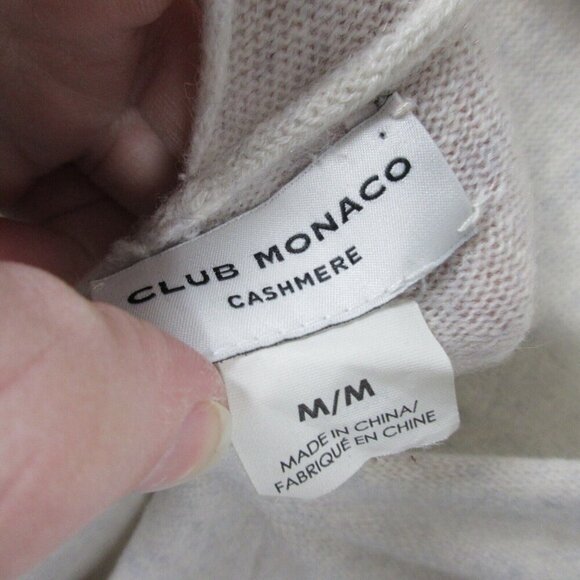 CLUB MONACO
CASHMERE
M/M
MADE IN CHINA/
FABRIQUÉ EN CHINE